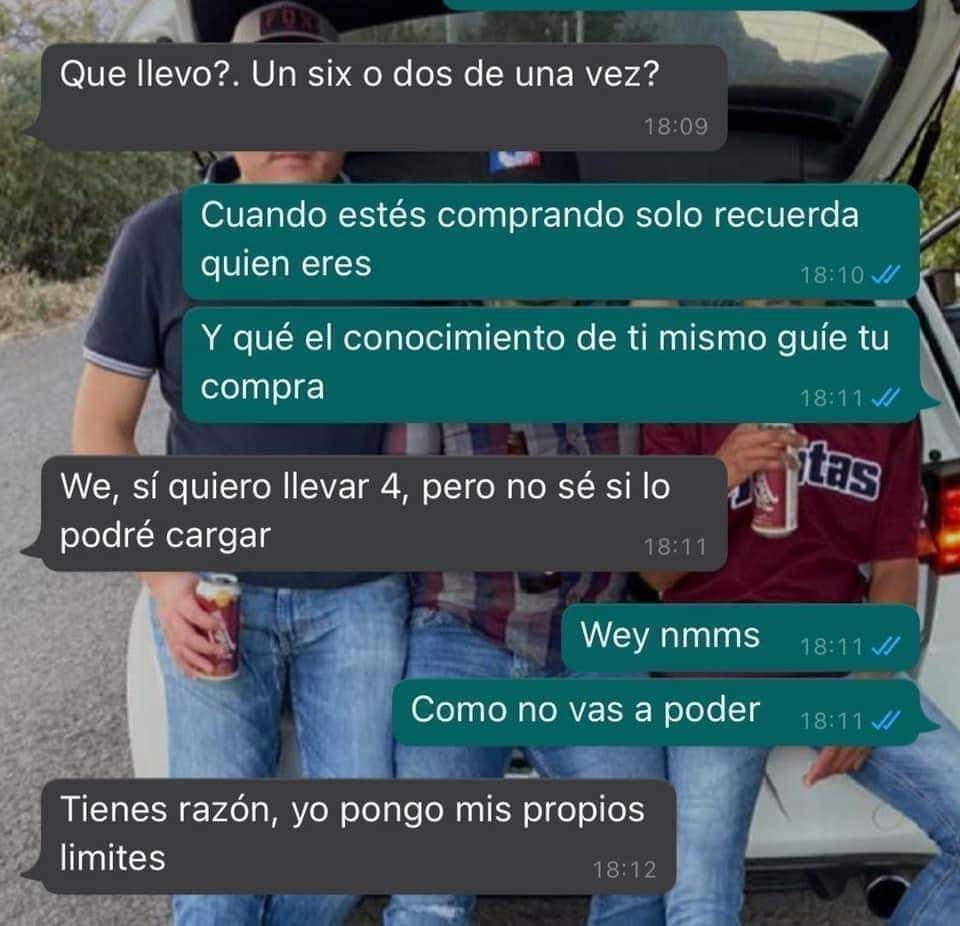 FOX
Que llevo?. Un six o dos de una vez?
18:09
Cuando estés comprando solo recuerda
quien eres
18:10
Y qué el conocimiento de ti mismo guíe tu
compra
18:11
We, sí quiero llevar 4, pero no sé si lo
podré cargar
18:11
tas
Wey nmms 18:11
Como no vas a poder 18:11
Tienes razón, yo pongo mis propios
limites
18:12